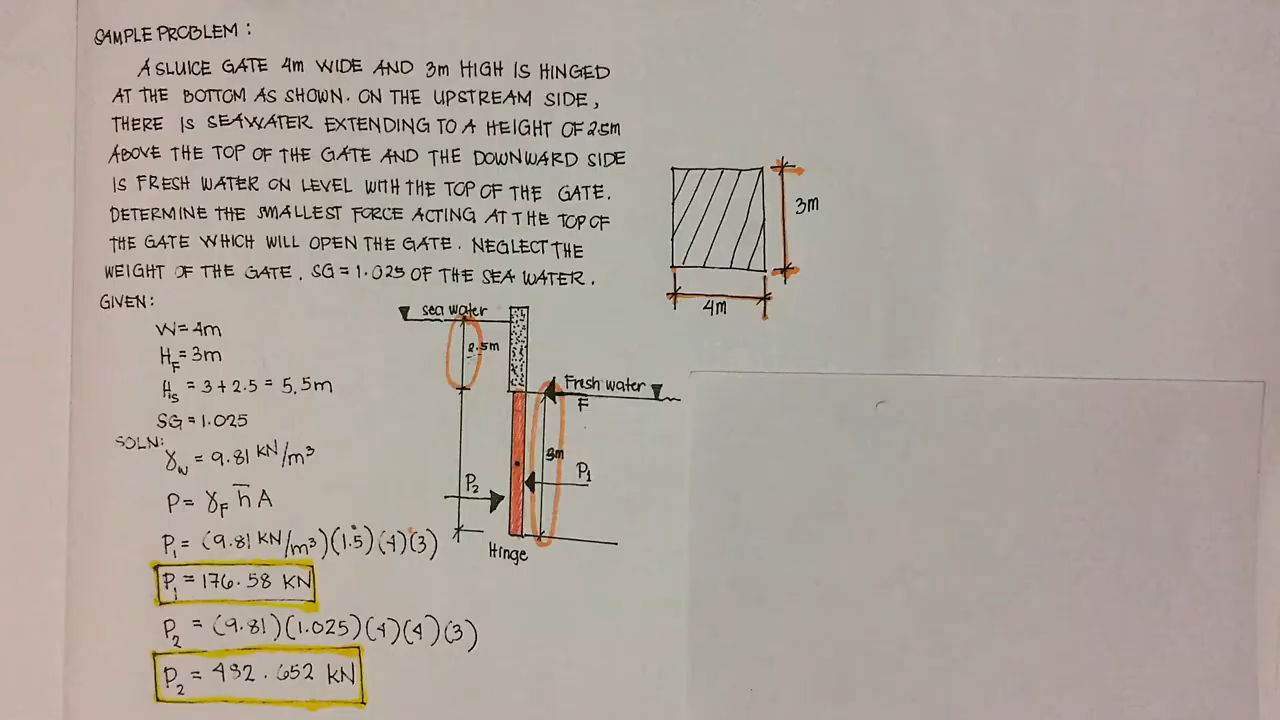 SAMPLE PROBLEM:
A SLUICE GATE 4m WIDE AND 3m HIGH IS HINGED
AT THE BOTTOM AS SHOWN. ON THE UPSTREAM SIDE,
THERE IS SEAWATER EXTENDING TO A HEIGHT OF 2.5m
ABOVE THE TOP OF THE GATE AND THE DOWNWARD SIDE
IS FRESH WATER ON LEVEL WITH THE TOP OF THE GATE.
DETERMINE THE SMALLEST FORCE ACTING AT THE TOP OF
THE GATE WHICH WILL OPEN THE GATE. NEGLECT THE
WEIGHT OF THE GATE. SG = 1.025 OF THE SEA WATER.
GIVEN:
W = 4m
H_F = 3m
H_S = 3 + 2.5 = 5.5m
SG = 1.025
SOLN:
γ_w = 9.81 KN/m³
P = γ_F h̄ A
P₁ = (9.81 KN/m³)(1.5)(4)(3)
P₁ = 176.58 KN
P₂ = (9.81)(1.025)(4)(4)(3)
P₂ = 482.652 KN
sea water
2.5m
Fresh water
F
3m
P₁
P₂
Hinge
3m
4m